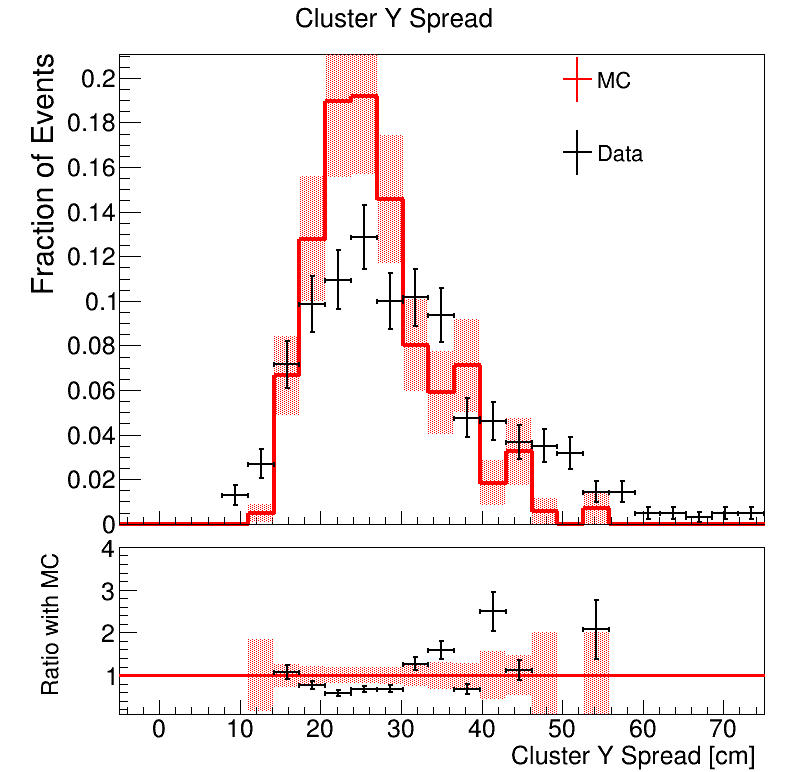 Cluster Y Spread
Fraction of Events
0.2
0.18
0.16
0.14
0.12
0.1
0.08
0.06
0.04
0.02
0
MC
Data
Ratio with MC
4
3
2
1
0 10 20 30 40 50 60 70
Cluster Y Spread [cm]